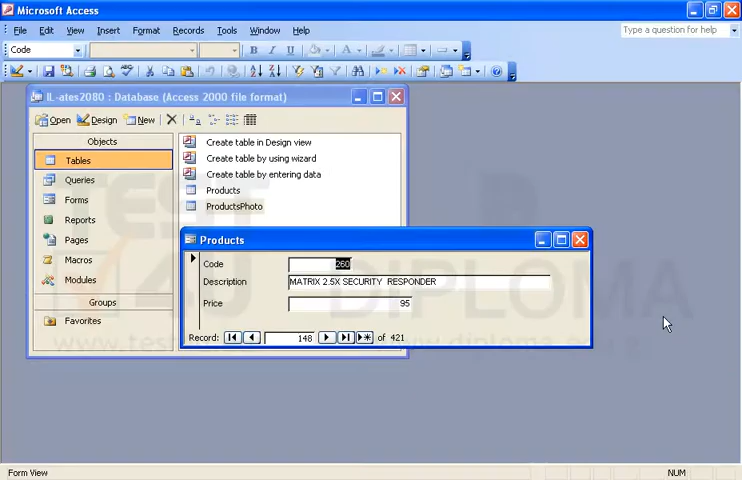 Microsoft Access
File Edit View Insert Format Records Tools Window Help
Type a question for help
Code
B I U A
IL-ates2080 : Database (Access 2000 file format)
Open Design New
Objects
Tables
Queries
Forms
Reports
Pages
Macros
Modules
Groups
Favorites
Create table in Design view
Create table by using wizard
Create table by entering data
Products
ProductsPhoto
Products
Code 260
Description MATRIX 2.5X SECURITY RESPONDER
Price 95
Record: 148 of 421
TEST
4U DIPLOMA
Form View
NUM